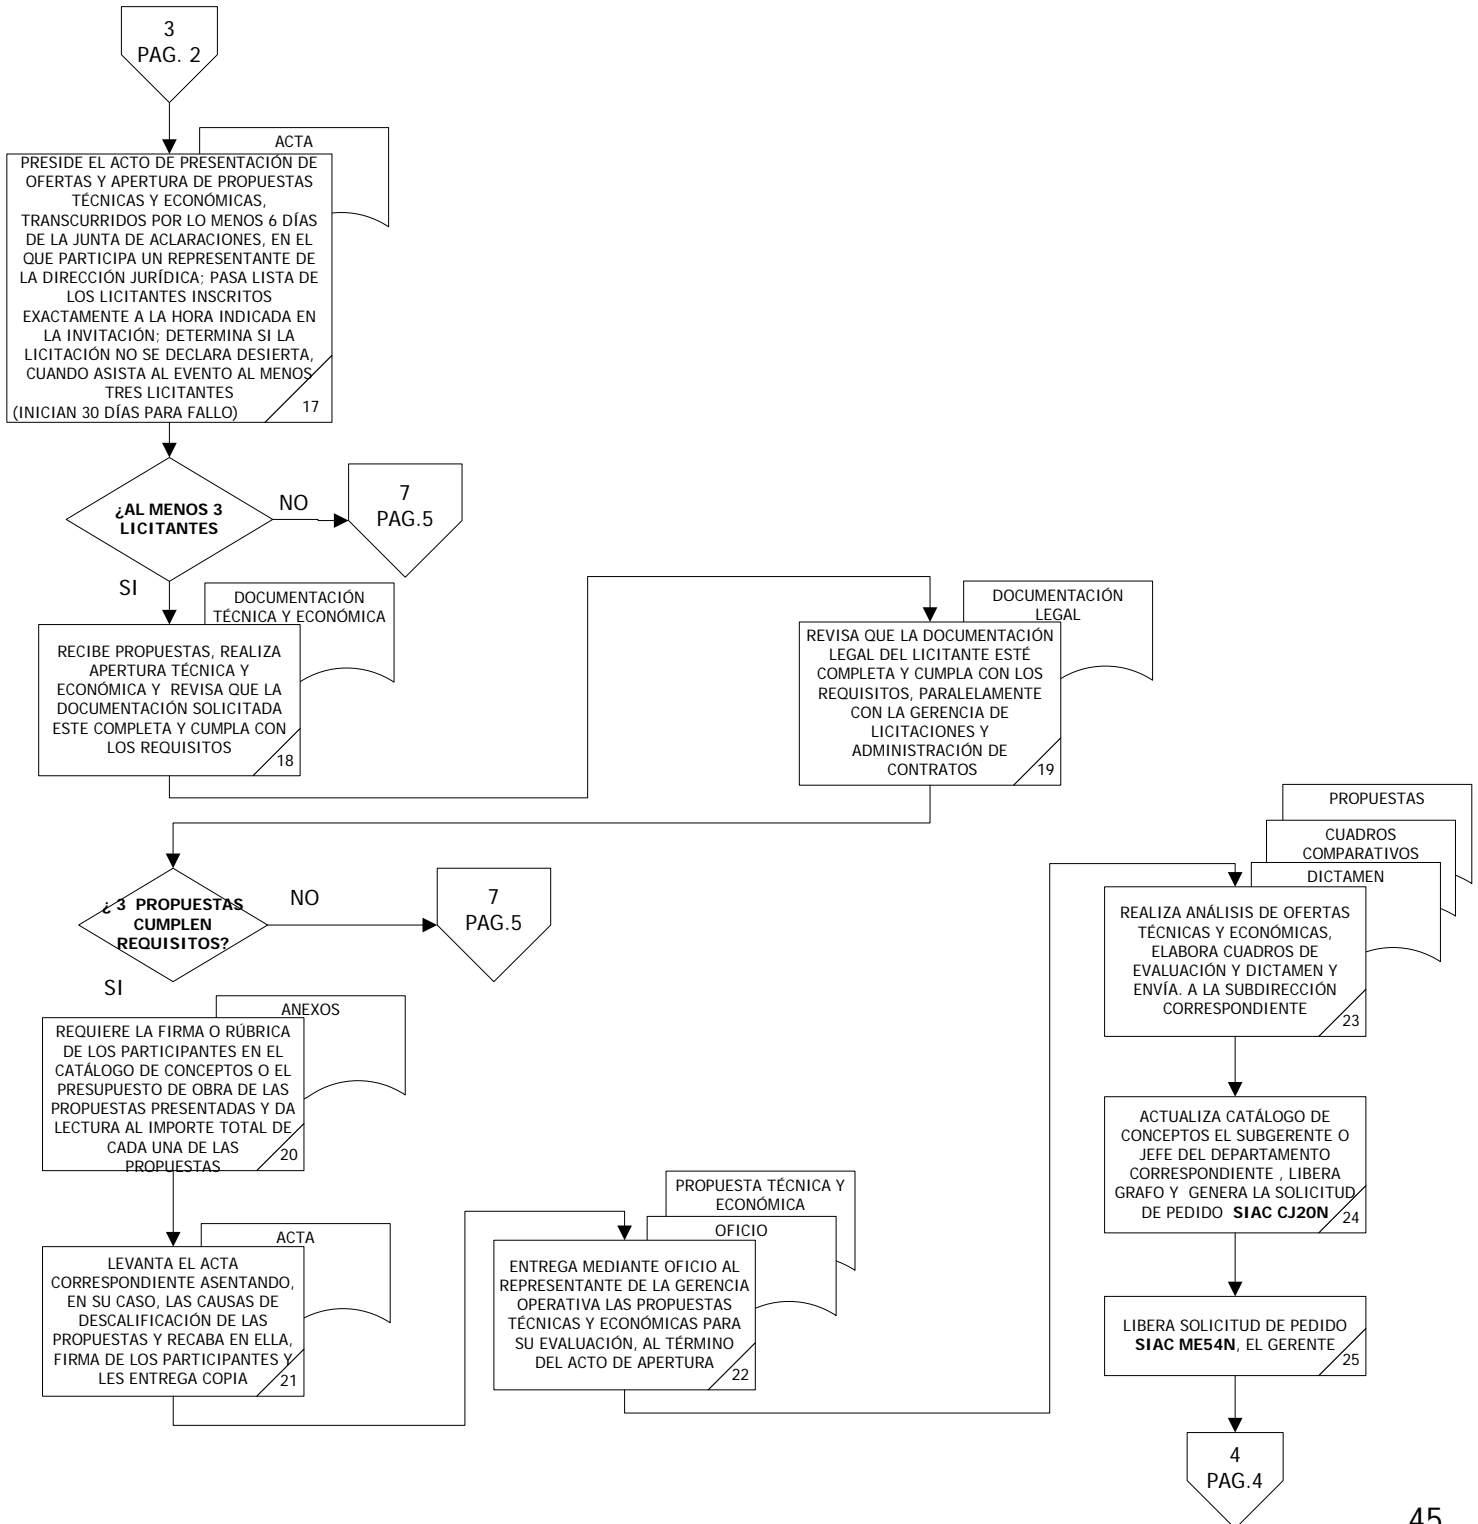 3
PAG. 2
ACTA
PRESIDE EL ACTO DE PRESENTACIÓN DE
OFERTAS Y APERTURA DE PROPUESTAS
TÉCNICAS Y ECONÓMICAS,
TRANSCURRIDOS POR LO MENOS 6 DÍAS
DE LA JUNTA DE ACLARACIONES, EN EL
QUE PARTICIPA UN REPRESENTANTE DE
LA DIRECCIÓN JURÍDICA; PASA LISTA DE
LOS LICITANTES INSCRITOS
EXACTAMENTE A LA HORA INDICADA EN
LA INVITACIÓN; DETERMINA SI LA
LICITACIÓN NO SE DECLARA DESIERTA,
CUANDO ASISTA AL EVENTO AL MENOS
TRES LICITANTES
(INICIAN 30 DÍAS PARA FALLO)
17
¿AL MENOS 3
LICITANTES
NO
7
PAG.5
SI
DOCUMENTACIÓN
TÉCNICA Y ECONÓMICA
RECIBE PROPUESTAS, REALIZA
APERTURA TÉCNICA Y
ECONÓMICA Y REVISA QUE LA
DOCUMENTACIÓN SOLICITADA
ESTE COMPLETA Y CUMPLA CON
LOS REQUISITOS
18
DOCUMENTACIÓN
LEGAL
REVISA QUE LA DOCUMENTACIÓN
LEGAL DEL LICITANTE ESTÉ
COMPLETA Y CUMPLA CON LOS
REQUISITOS, PARALELAMENTE
CON LA GERENCIA DE
LICITACIONES Y
ADMINISTRACIÓN DE
CONTRATOS
19
¿ 3 PROPUESTAS
CUMPLEN
REQUISITOS?
NO
7
PAG.5
SI
ANEXOS
REQUIERE LA FIRMA O RÚBRICA
DE LOS PARTICIPANTES EN EL
CATÁLOGO DE CONCEPTOS O EL
PRESUPUESTO DE OBRA DE LAS
PROPUESTAS PRESENTADAS Y DA
LECTURA AL IMPORTE TOTAL DE
CADA UNA DE LAS
PROPUESTAS
20
ACTA
LEVANTA EL ACTA
CORRESPONDIENTE ASENTANDO,
EN SU CASO, LAS CAUSAS DE
DESCALIFICACIÓN DE LAS
PROPUESTAS Y RECABA EN ELLA,
FIRMA DE LOS PARTICIPANTES Y
LES ENTREGA COPIA
21
PROPUESTA TÉCNICA Y
ECONÓMICA
OFICIO
ENTREGA MEDIANTE OFICIO AL
REPRESENTANTE DE LA GERENCIA
OPERATIVA LAS PROPUESTAS
TÉCNICAS Y ECONÓMICAS PARA
SU EVALUACIÓN, AL TÉRMINO
DEL ACTO DE APERTURA
22
PROPUESTAS
CUADROS
COMPARATIVOS
DICTAMEN
REALIZA ANÁLISIS DE OFERTAS
TÉCNICAS Y ECONÓMICAS,
ELABORA CUADROS DE
EVALUACIÓN Y DICTAMEN Y
ENVÍA. A LA SUBDIRECCIÓN
CORRESPONDIENTE
23
ACTUALIZA CATÁLOGO DE
CONCEPTOS EL SUBGERENTE O
JEFE DEL DEPARTAMENTO
CORRESPONDIENTE , LIBERA
GRAFO Y GENERA LA SOLICITUD
DE PEDIDO SIAC CJ20N
24
LIBERA SOLICITUD DE PEDIDO
SIAC ME54N, EL GERENTE
25
4
PAG.4
45